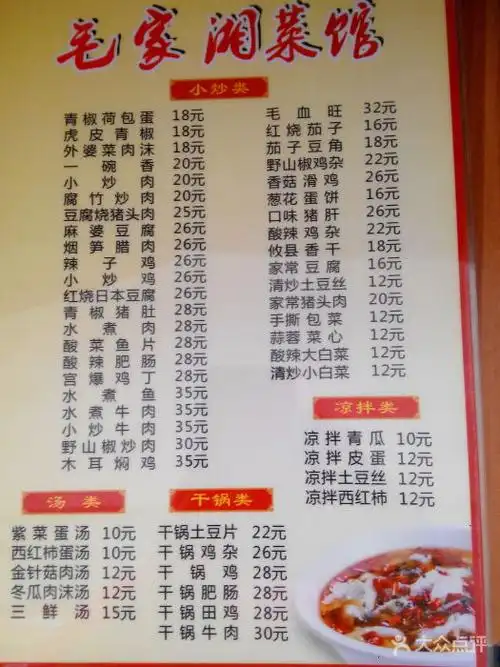 毛家湘菜馆
小炒类
青椒荷包蛋 18元
虎皮青椒 18元
外婆菜肉沫 18元
一碗香 20元
小炒肉 20元
腐竹炒肉 20元
豆腐烧猪头肉 25元
麻婆豆腐 26元
烟笋腊肉 26元
辣子鸡 26元
小炒鸡 26元
红烧日本豆腐 26元
青椒猪肚 28元
水煮肉 28元
酸菜鱼片 28元
酸辣肥肠 28元
宫爆鸡丁 28元
水煮鱼 35元
水煮牛肉 35元
小炒牛肉 35元
野山椒炒肉 30元
木耳焖鸡 35元
毛血旺 32元
红烧茄子 16元
茄子豆角 18元
野山椒鸡杂 22元
香菇滑鸡 26元
葱花蛋饼 16元
口味猪肝 26元
酸辣鸡杂 22元
攸县香干 18元
家常豆腐 16元
清炒土豆丝 12元
家常猪头肉 20元
手撕包菜 12元
蒜蓉菜心 12元
酸辣大白菜 12元
清炒小白菜 12元
凉拌类
凉拌青瓜 10元
凉拌皮蛋 12元
凉拌土豆丝 12元
凉拌西红柿 12元
汤类
紫菜蛋汤 10元
西红柿蛋汤 10元
金针菇肉汤 12元
冬瓜肉沫汤 12元
三鲜汤 15元
干锅类
干锅土豆片 22元
干锅鸡杂 26元
干锅鸡 28元
干锅肥肠 28元
干锅田鸡 28元
干锅牛肉 30元
大众点评